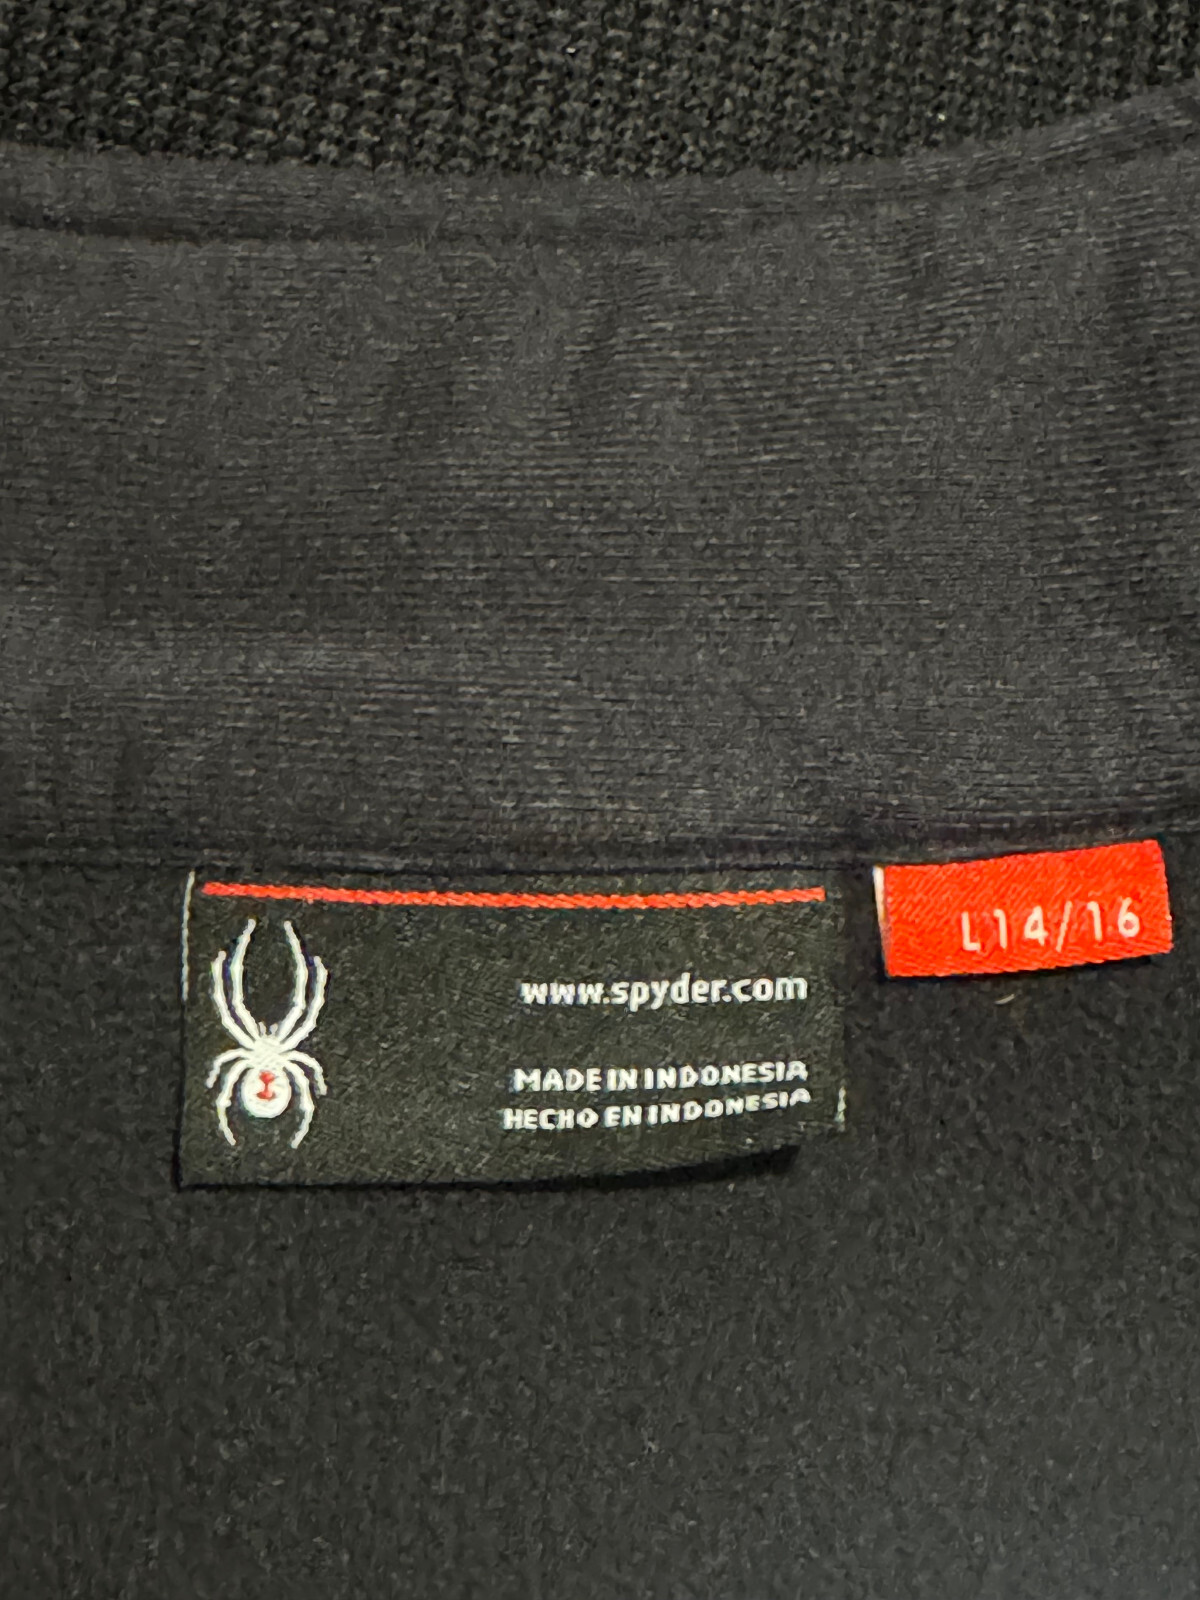 L14/16
www.spyder.com
MADE IN INDONESIA
HECHO EN INDONESIA